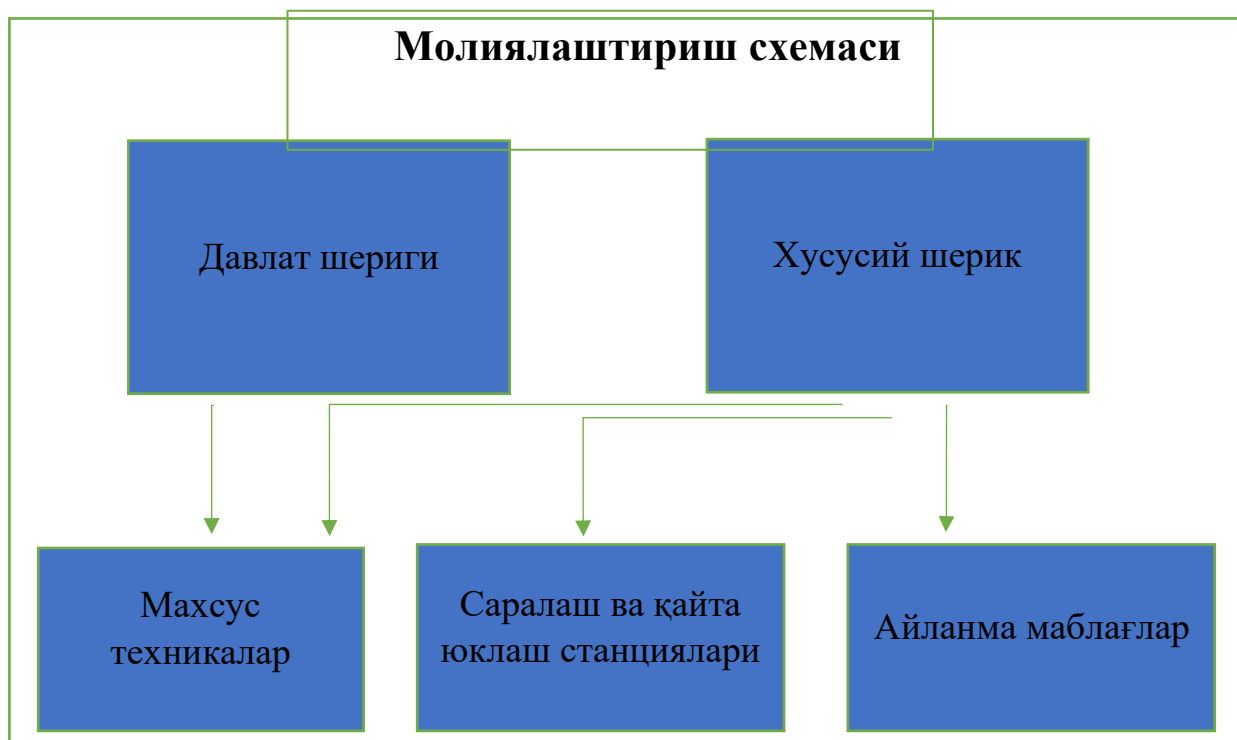 Молиялаштириш схемаси
Давлат шериги
Хусусий шерик
Махсус
техникалар
Саралаш ва қайта
юклаш станциялари
Айланма маблағлар